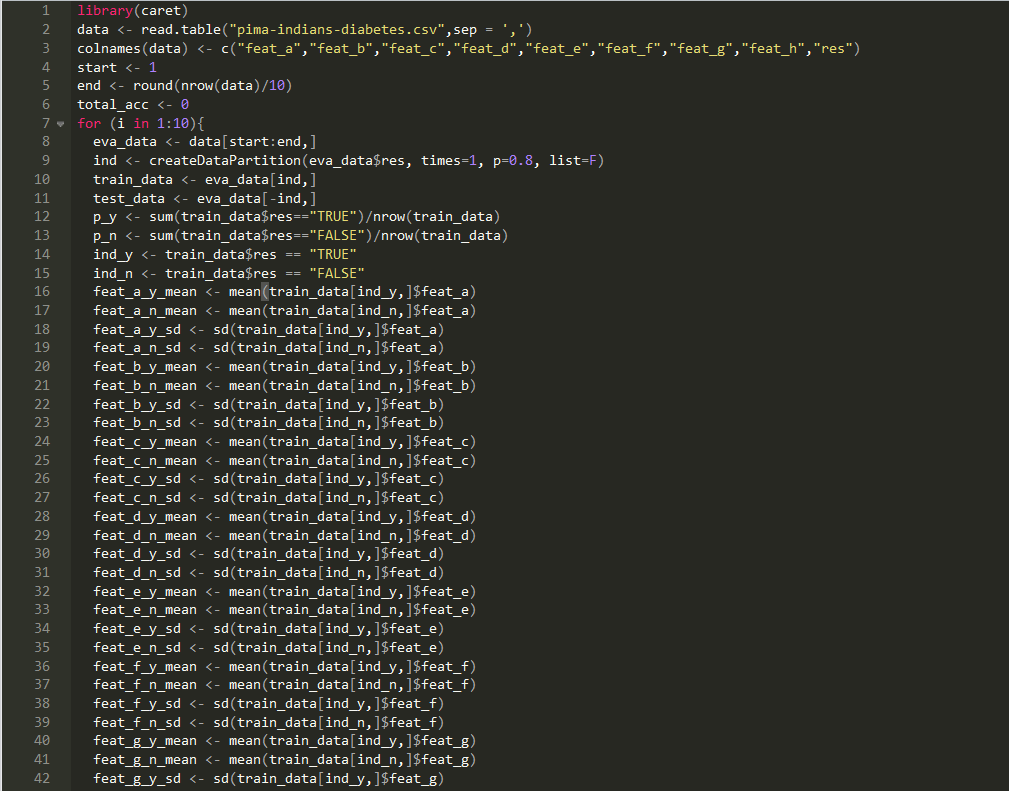 1 library(caret)
2 data <- read.table("pima-indians-diabetes.csv",sep = ',')
3 colnames(data) <- c("feat_a","feat_b","feat_c","feat_d","feat_e","feat_f","feat_g","feat_h","res")
4 start <- 1
5 end <- round(nrow(data)/10)
6 total_acc <- 0
7 for (i in 1:10){
8   eva_data <- data[start:end,]
9   ind <- createDataPartition(eva_data$res, times=1, p=0.8, list=F)
10   train_data <- eva_data[ind,]
11   test_data <- eva_data[-ind,]
12   p_y <- sum(train_data$res=="TRUE")/nrow(train_data)
13   p_n <- sum(train_data$res=="FALSE")/nrow(train_data)
14   ind_y <- train_data$res == "TRUE"
15   ind_n <- train_data$res == "FALSE"
16   feat_a_y_mean <- mean(train_data[ind_y,]$feat_a)
17   feat_a_n_mean <- mean(train_data[ind_n,]$feat_a)
18   feat_a_y_sd <- sd(train_data[ind_y,]$feat_a)
19   feat_a_n_sd <- sd(train_data[ind_n,]$feat_a)
20   feat_b_y_mean <- mean(train_data[ind_y,]$feat_b)
21   feat_b_n_mean <- mean(train_data[ind_n,]$feat_b)
22   feat_b_y_sd <- sd(train_data[ind_y,]$feat_b)
23   feat_b_n_sd <- sd(train_data[ind_n,]$feat_b)
24   feat_c_y_mean <- mean(train_data[ind_y,]$feat_c)
25   feat_c_n_mean <- mean(train_data[ind_n,]$feat_c)
26   feat_c_y_sd <- sd(train_data[ind_y,]$feat_c)
27   feat_c_n_sd <- sd(train_data[ind_n,]$feat_c)
28   feat_d_y_mean <- mean(train_data[ind_y,]$feat_d)
29   feat_d_n_mean <- mean(train_data[ind_n,]$feat_d)
30   feat_d_y_sd <- sd(train_data[ind_y,]$feat_d)
31   feat_d_n_sd <- sd(train_data[ind_n,]$feat_d)
32   feat_e_y_mean <- mean(train_data[ind_y,]$feat_e)
33   feat_e_n_mean <- mean(train_data[ind_n,]$feat_e)
34   feat_e_y_sd <- sd(train_data[ind_y,]$feat_e)
35   feat_e_n_sd <- sd(train_data[ind_n,]$feat_e)
36   feat_f_y_mean <- mean(train_data[ind_y,]$feat_f)
37   feat_f_n_mean <- mean(train_data[ind_n,]$feat_f)
38   feat_f_y_sd <- sd(train_data[ind_y,]$feat_f)
39   feat_f_n_sd <- sd(train_data[ind_n,]$feat_f)
40   feat_g_y_mean <- mean(train_data[ind_y,]$feat_g)
41   feat_g_n_mean <- mean(train_data[ind_n,]$feat_g)
42   feat_g_y_sd <- sd(train_data[ind_y,]$feat_g)